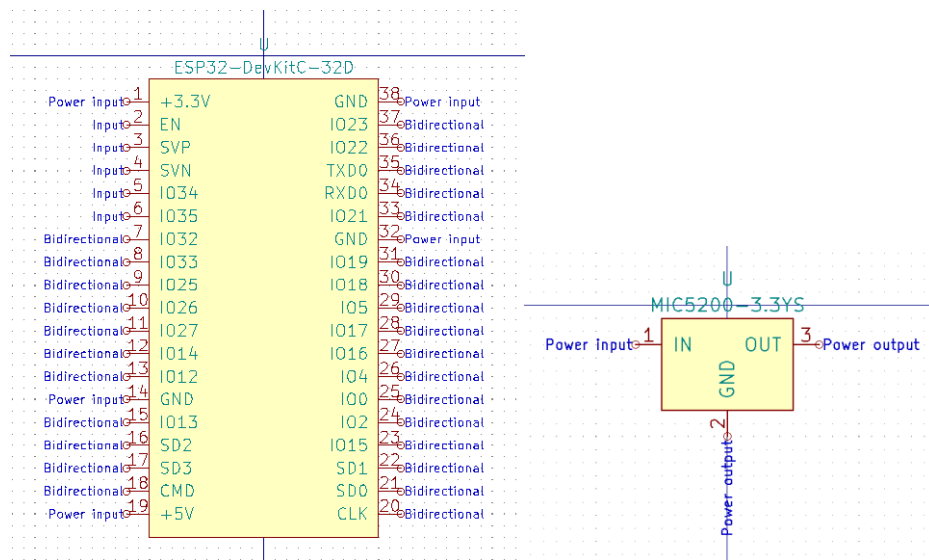 U
ESP32-DevKitC-32D
Power input 1 +3.3V GND 38 Power input
Input 2 EN IO23 37 Bidirectional
Input 3 SVP IO22 36 Bidirectional
Input 4 SVN TXD0 35 Bidirectional
Input 5 IO34 RXD0 34 Bidirectional
Input 6 IO35 IO21 33 Bidirectional
Bidirectional 7 IO32 GND 32 Power input
Bidirectional 8 IO33 IO19 31 Bidirectional
Bidirectional 9 IO25 IO18 30 Bidirectional
Bidirectional 10 IO26 IO5 29 Bidirectional
Bidirectional 11 IO27 IO17 28 Bidirectional
Bidirectional 12 IO14 IO16 27 Bidirectional
Bidirectional 13 IO12 IO4 26 Bidirectional
Power input 14 GND IO0 25 Bidirectional
Bidirectional 15 IO13 IO2 24 Bidirectional
Bidirectional 16 SD2 IO15 23 Bidirectional
Bidirectional 17 SD3 SD1 22 Bidirectional
Bidirectional 18 CMD SD0 21 Bidirectional
Power input 19 +5V CLK 20 Bidirectional
U
MIC5200-3.3YS
Power input 1 IN OUT 3 Power output
GND
2
Power output